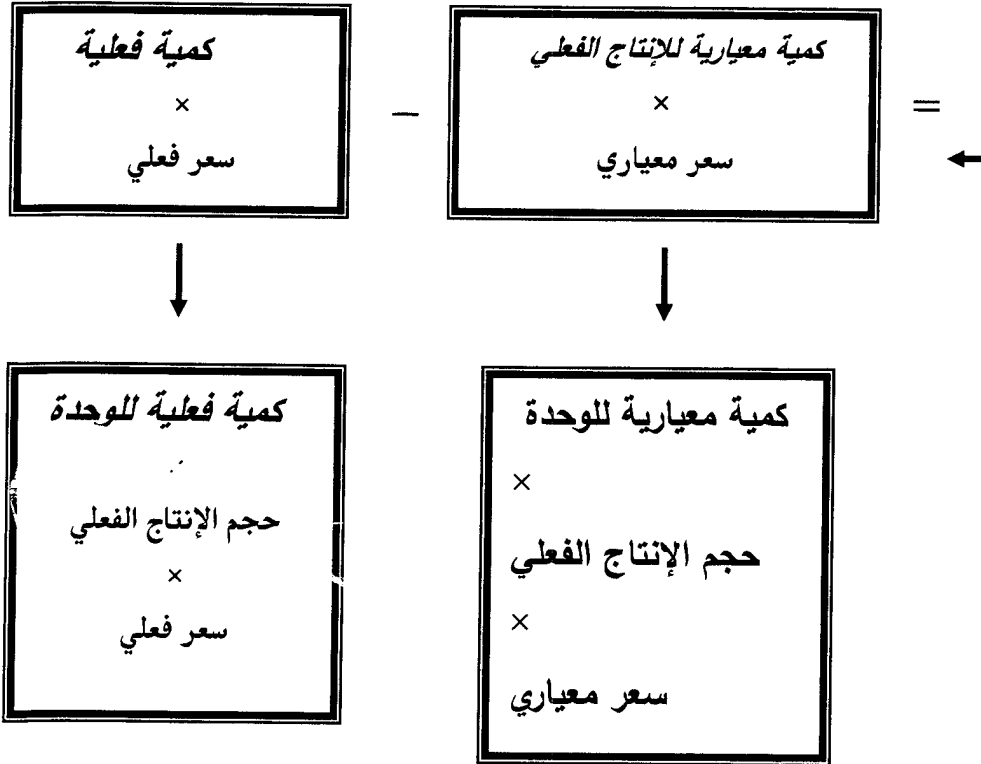 =
كمية معيارية للإنتاج الفعلي
×
سعر معياري
–
كمية فعلية
×
سعر فعلي
كمية معيارية للوحدة
×
حجم الإنتاج الفعلي
×
سعر معياري
كمية فعلية للوحدة
حجم الإنتاج الفعلي
×
سعر فعلي